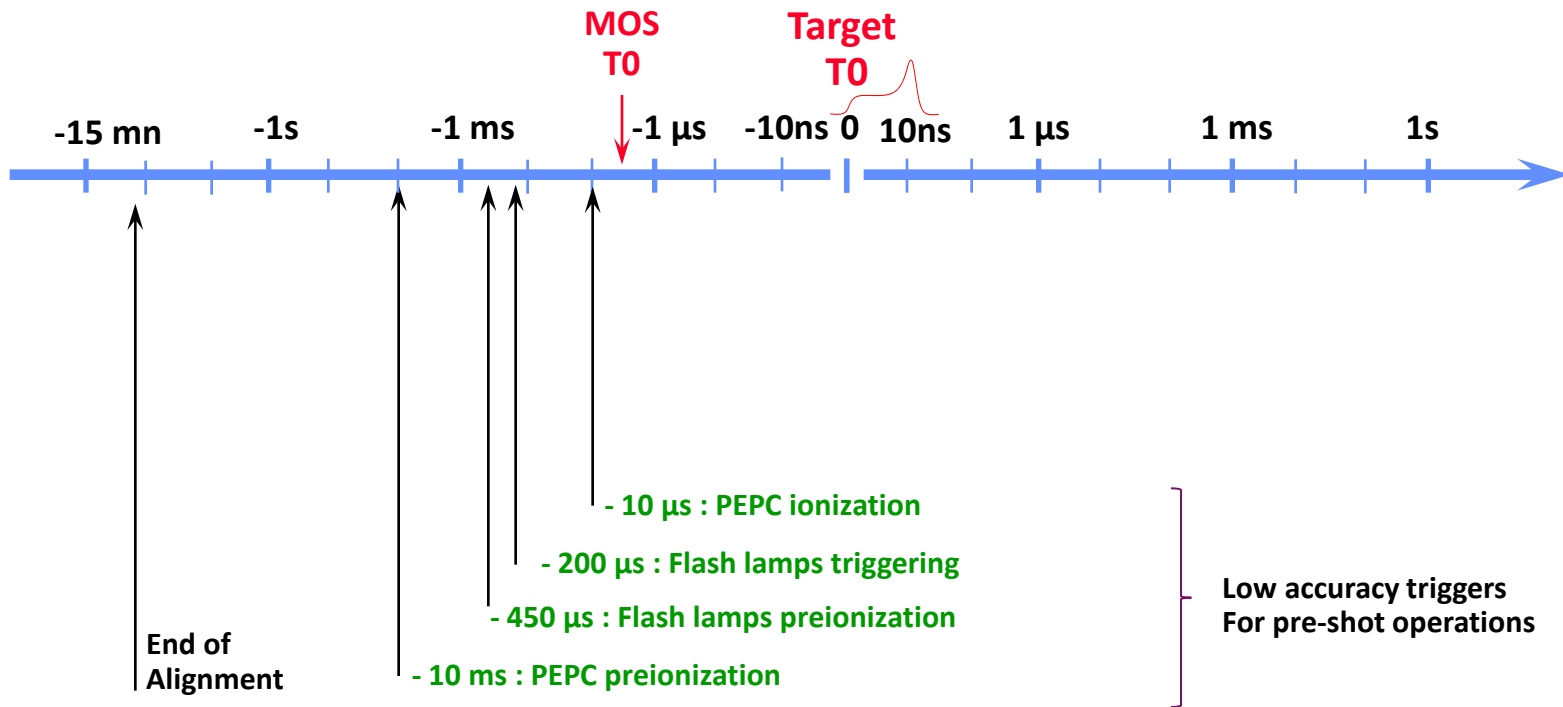 MOS
T0
Target
T0
-15 mn
-1s
-1 ms
-1 µs
-10ns
0
10ns
1 µs
1 ms
1s
- 10 µs : PEPC ionization
- 200 µs : Flash lamps triggering
- 450 µs : Flash lamps preionization
- 10 ms : PEPC preionization
End of
Alignment
Low accuracy triggers
For pre-shot operations